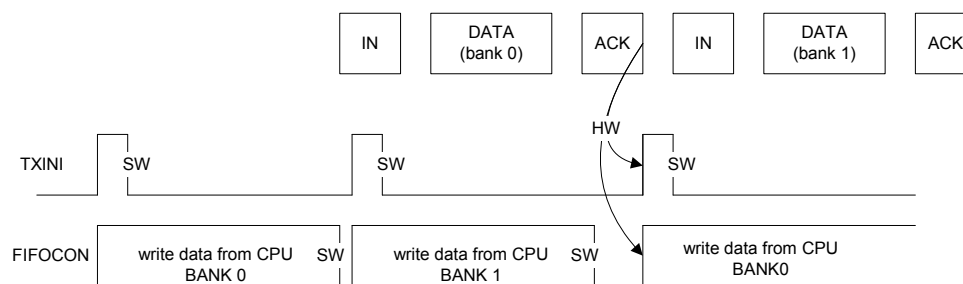 IN
DATA
(bank 0)
ACK
IN
DATA
(bank 1)
ACK
HW
TXINI
SW
SW
SW
FIFOCON
write data from CPU
BANK 0
SW
write data from CPU
BANK 1
SW
write data from CPU
BANK0